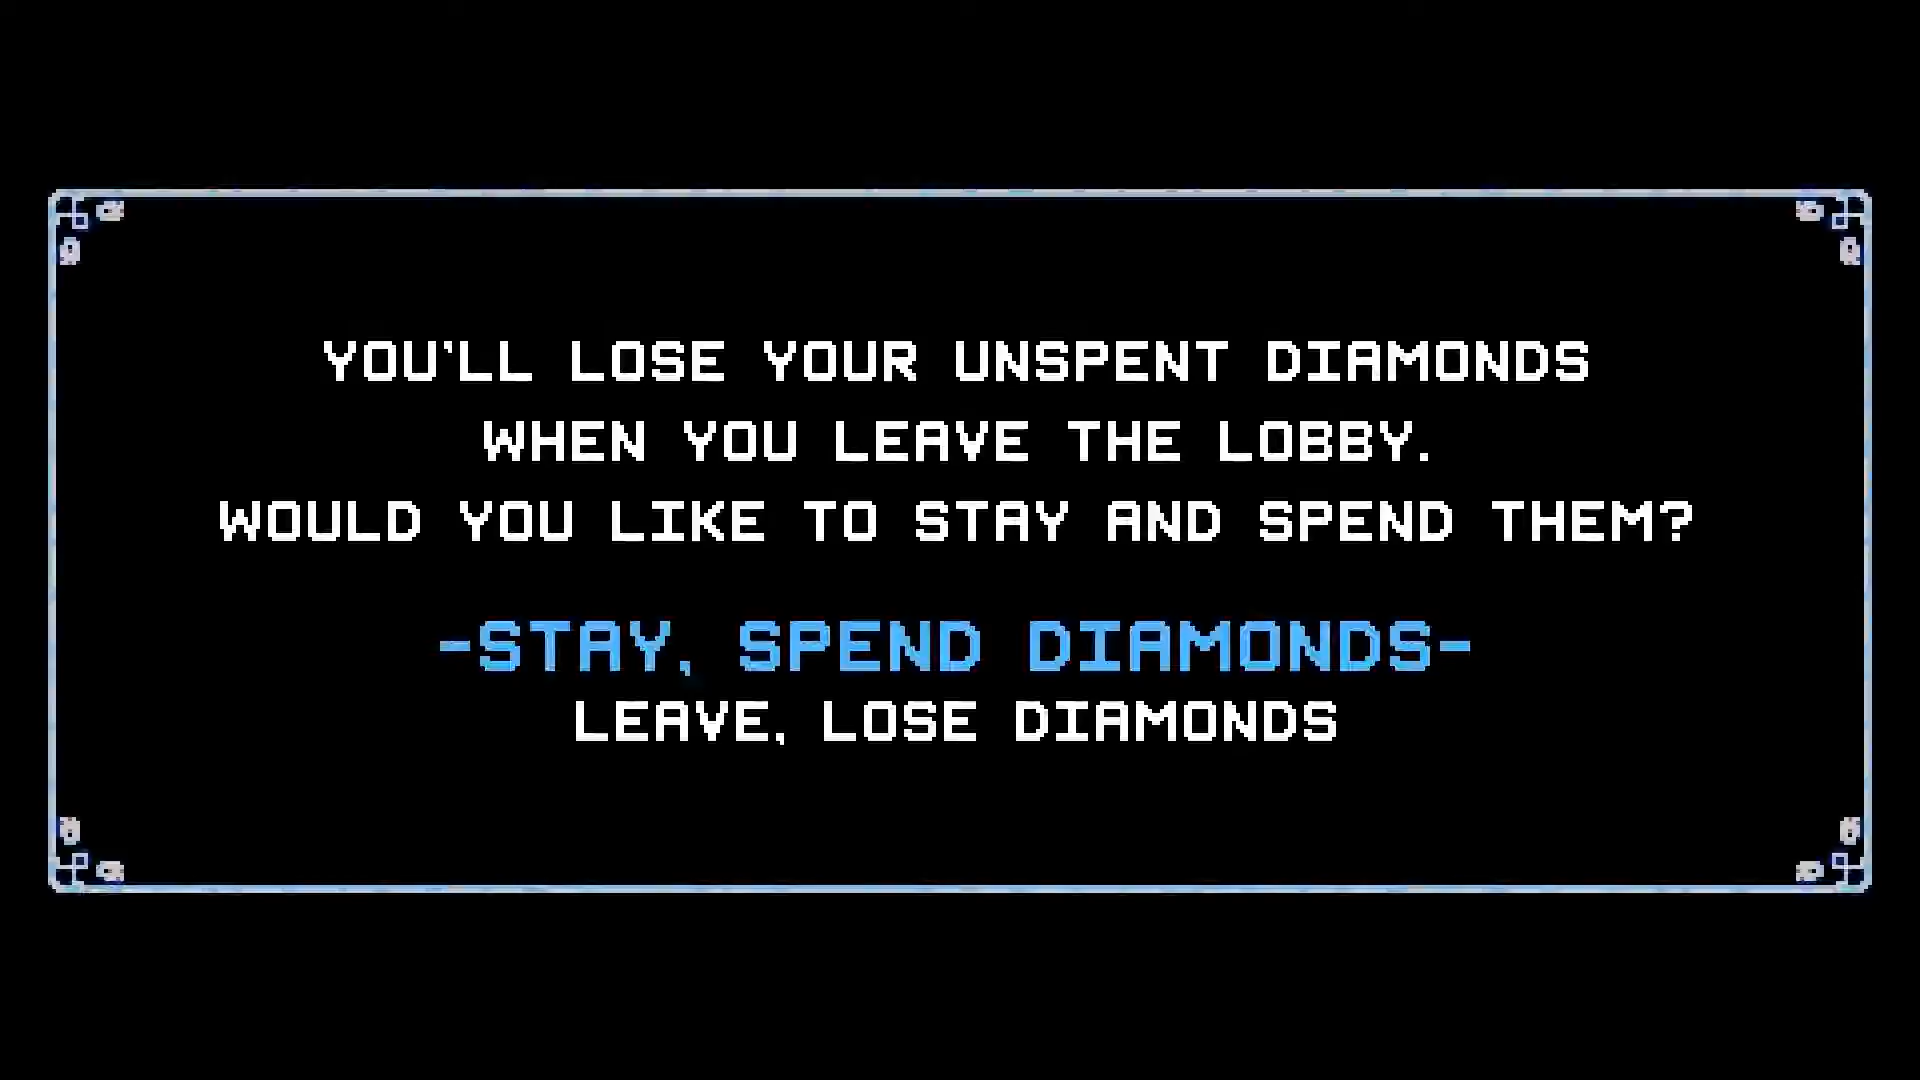 YOU'LL LOSE YOUR UNSPENT DIAMONDS
WHEN YOU LEAVE THE LOBBY.
WOULD YOU LIKE TO STAY AND SPEND THEM?
-STAY, SPEND DIAMONDS-
LEAVE, LOSE DIAMONDS